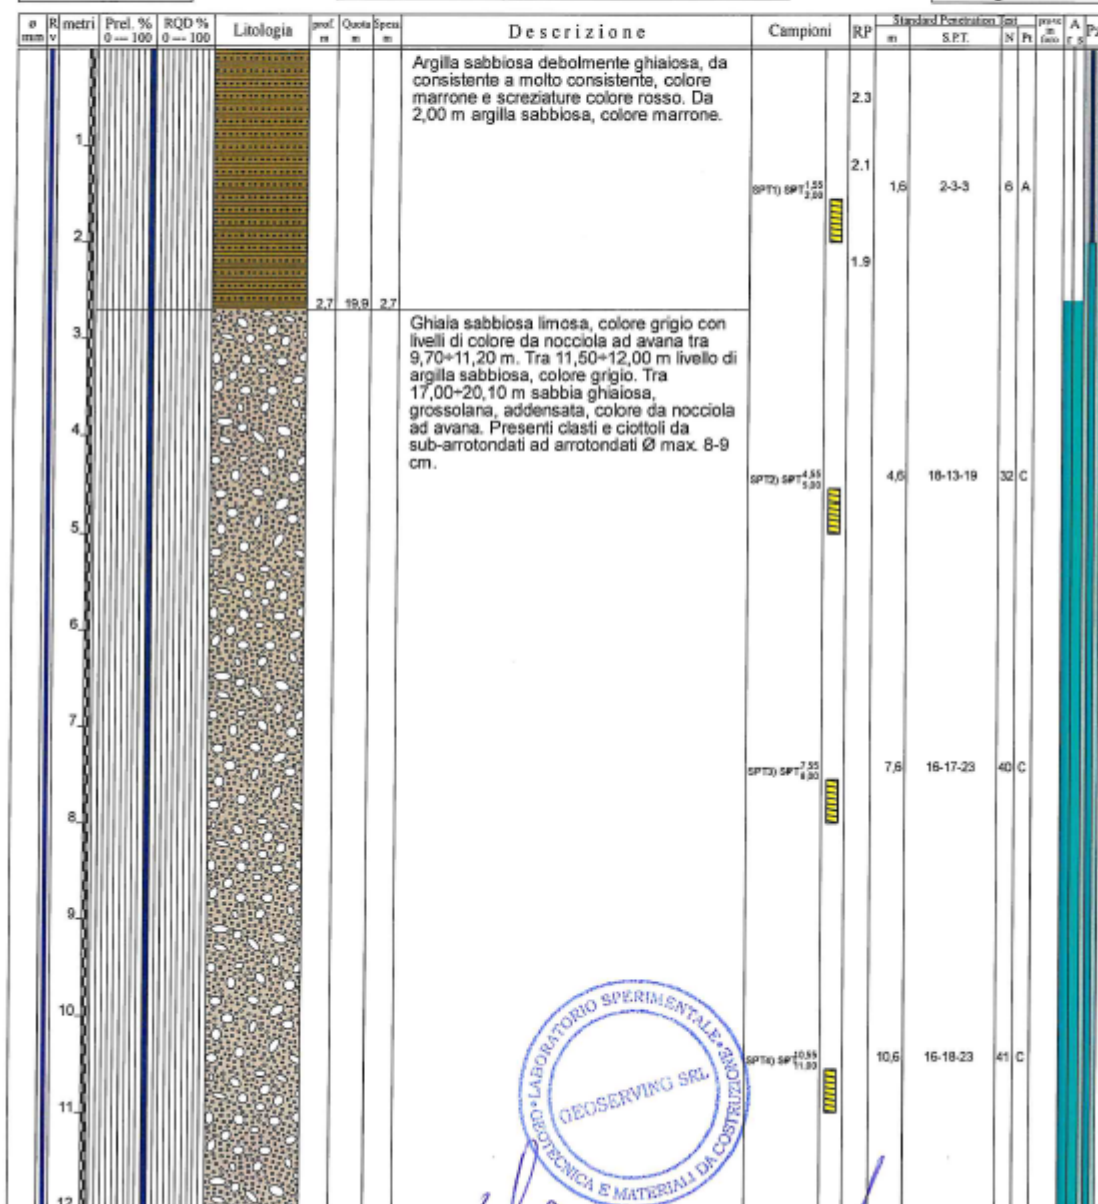 ø mm R v metri Prel. % 0 --- 100 RQD % 0 --- 100 Litologia prof. m Quota m Spess. m Descrizione Campioni RP Standard Penetration Test m S.P.T. N Pt prove in foro A r s Pz
Argilla sabbiosa debolmente ghiaiosa, da
consistente a molto consistente, colore
marrone e screziature colore rosso. Da
2,00 m argilla sabbiosa, colore marrone.
2.3
1
2.1
SPT1) SPT 1,55 2,00 1,6 2-3-3 6 A
2
1.9
2,7 19,9 2,7
Ghiaia sabbiosa limosa, colore grigio con
livelli di colore da nocciola ad avana tra
9,70÷11,20 m. Tra 11,50÷12,00 m livello di
argilla sabbiosa, colore grigio. Tra
17,00÷20,10 m sabbia ghiaiosa,
grossolana, addensata, colore da nocciola
ad avana. Presenti clasti e ciottoli da
sub-arrotondati ad arrotondati Ø max. 8-9
cm.
3
4
SPT2) SPT 4,55 5,00 4,6 18-13-19 32 C
5
6
7
SPT3) SPT 7,55 8,00 7,6 16-17-23 40 C
8
9
10
SPT4) SPT 10,55 11,00 10,6 16-18-23 41 C
11
12
LABORATORIO SPERIMENTALE
GEOTECNICA E MATERIALI DA COSTRUZIONE
GEOSERVING SRL